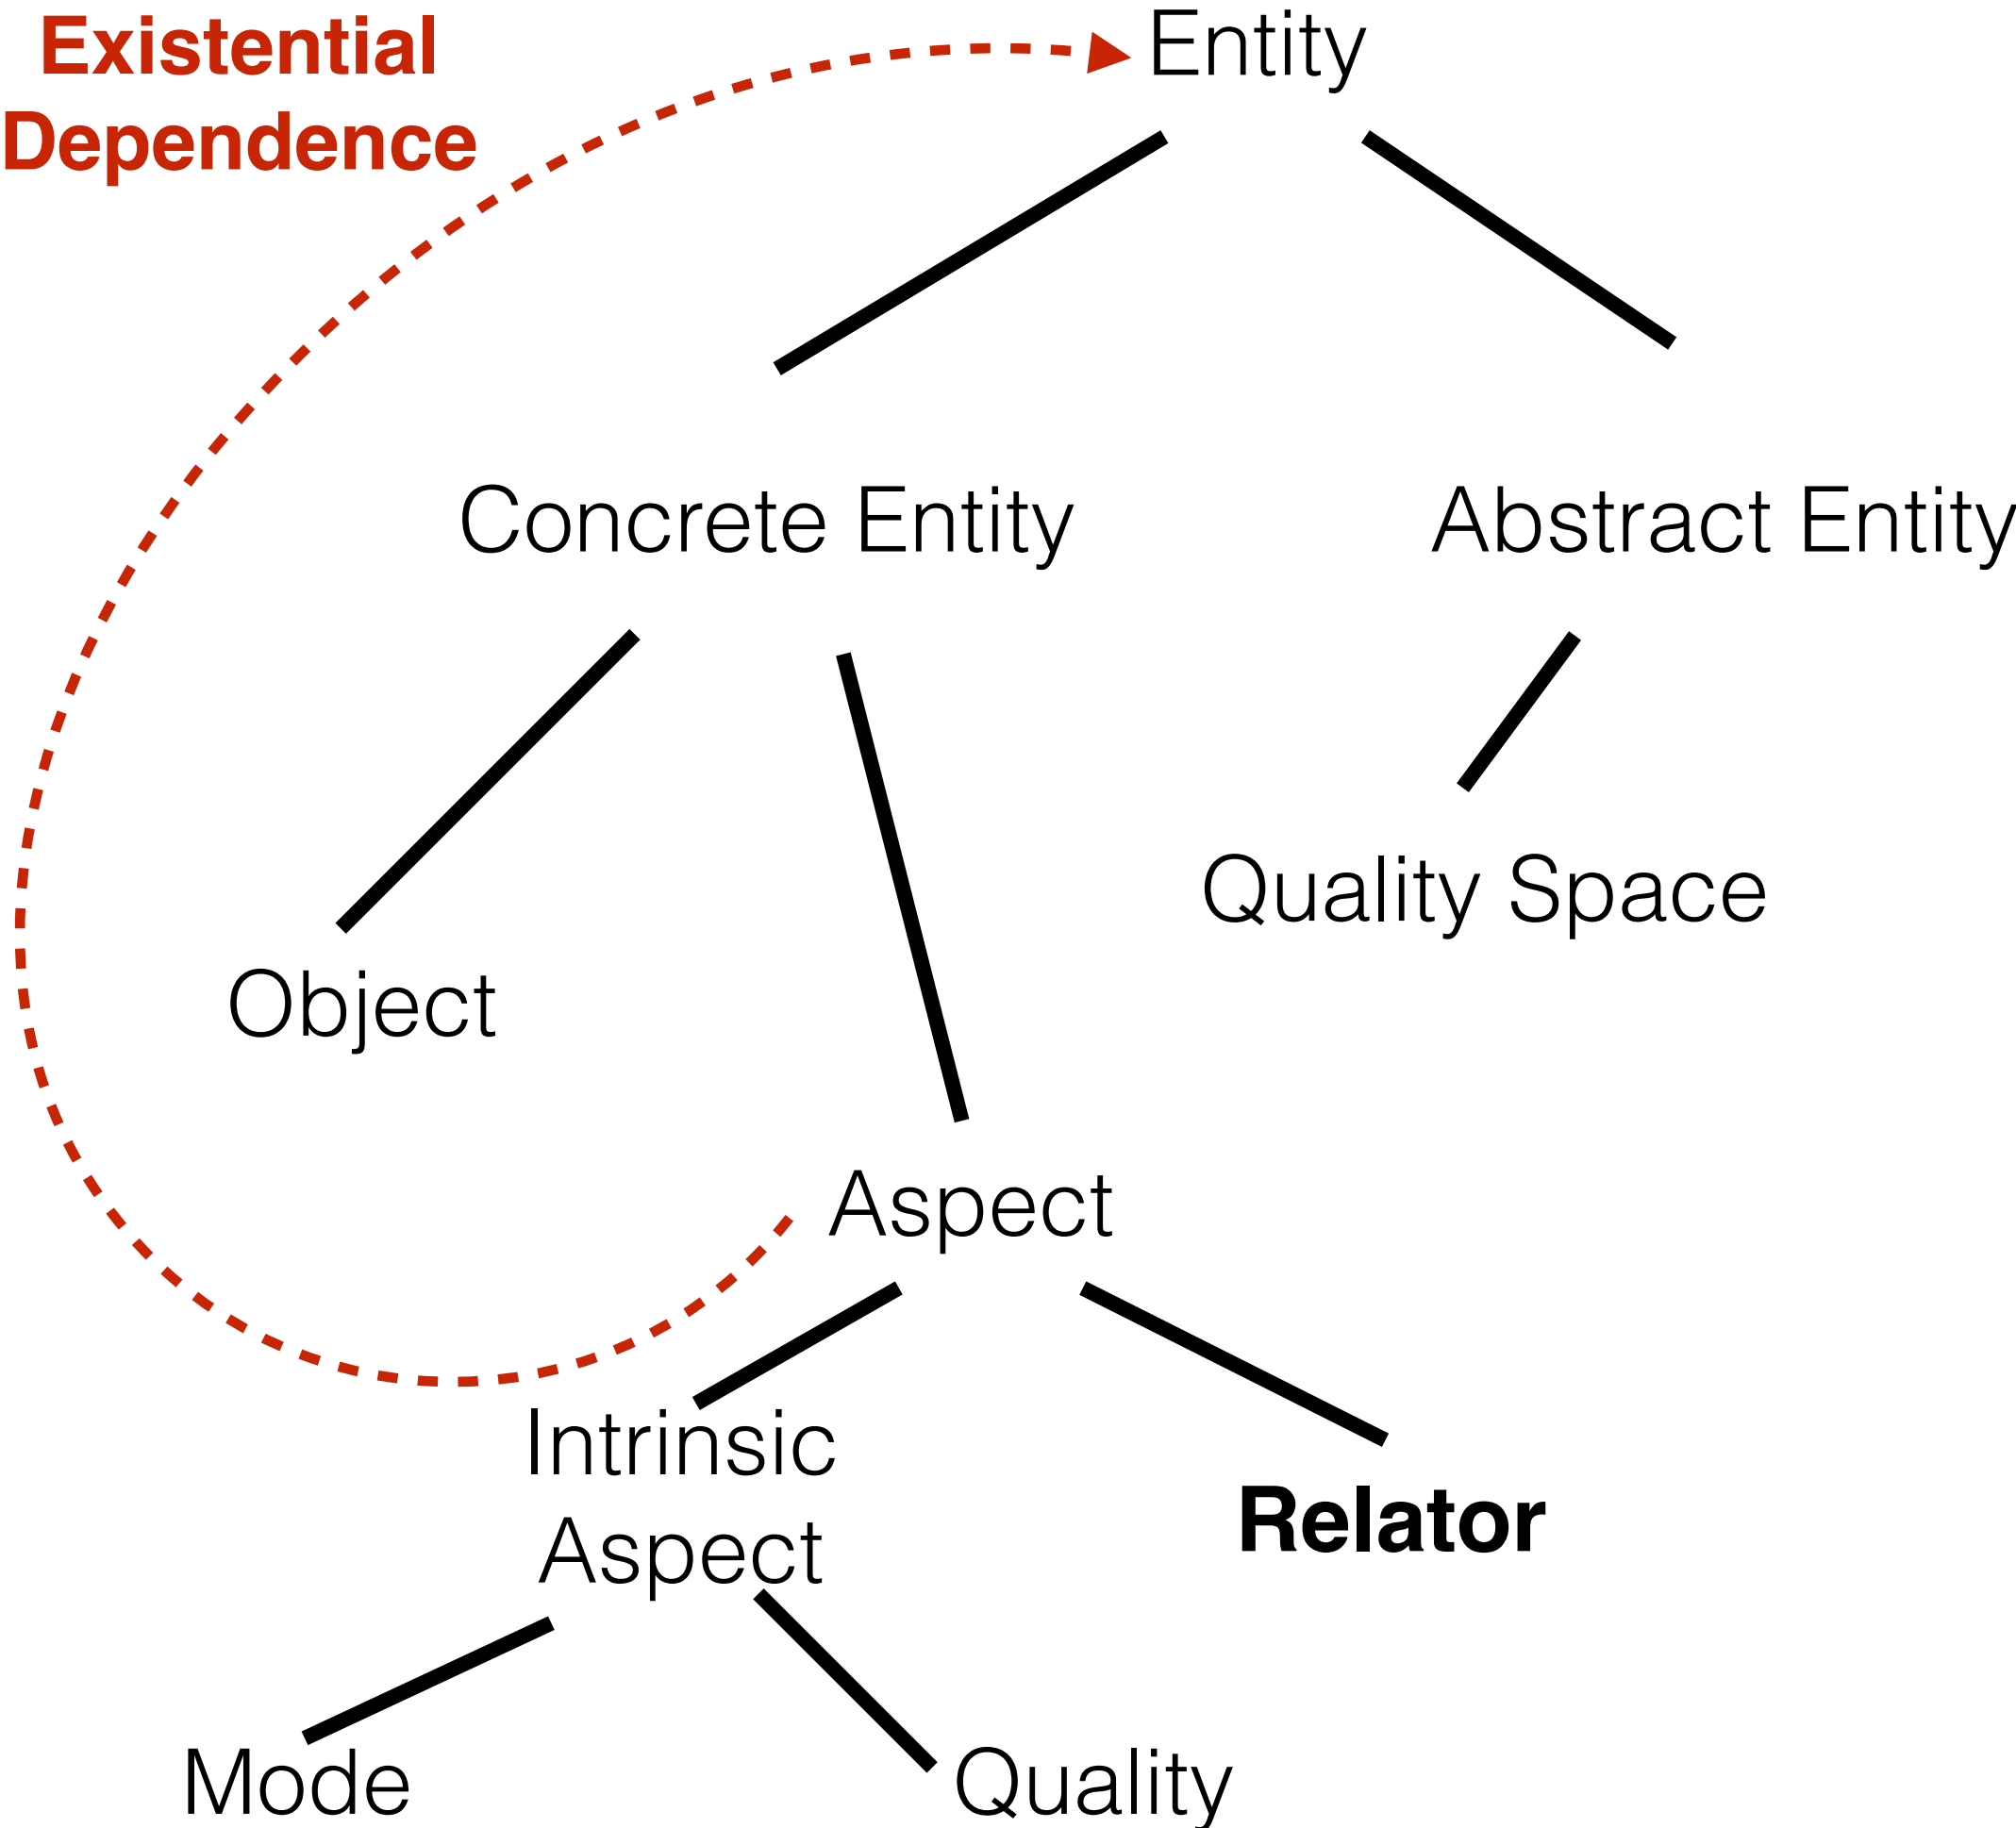 Existential
Dependence
Entity
Concrete Entity
Abstract Entity
Quality Space
Object
Aspect
Intrinsic
Aspect
Relator
Mode
Quality